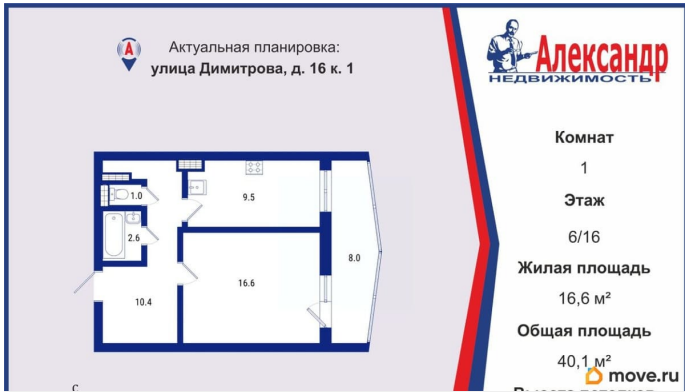 Актуальная планировка:
улица Димитрова, д. 16 к. 1
Александр
НЕДВИЖИМОСТЬ
1.0
9.5
2.6
8.0
16.6
10.4
С
Комнат
1
Этаж
6/16
Жилая площадь
16,6 м²
Общая площадь
40,1 м²
move.ru